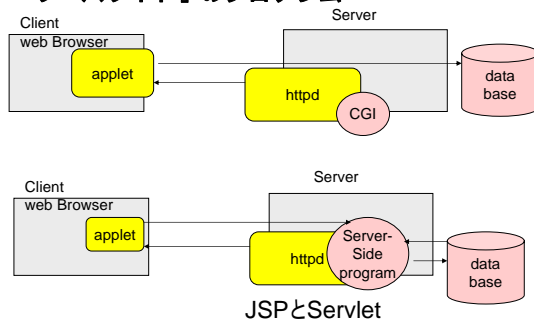 Client
web Browser
applet
Server
httpd
CGI
data
base
Client
web Browser
applet
Server
httpd
Server-
Side
program
data
base
JSPとServlet